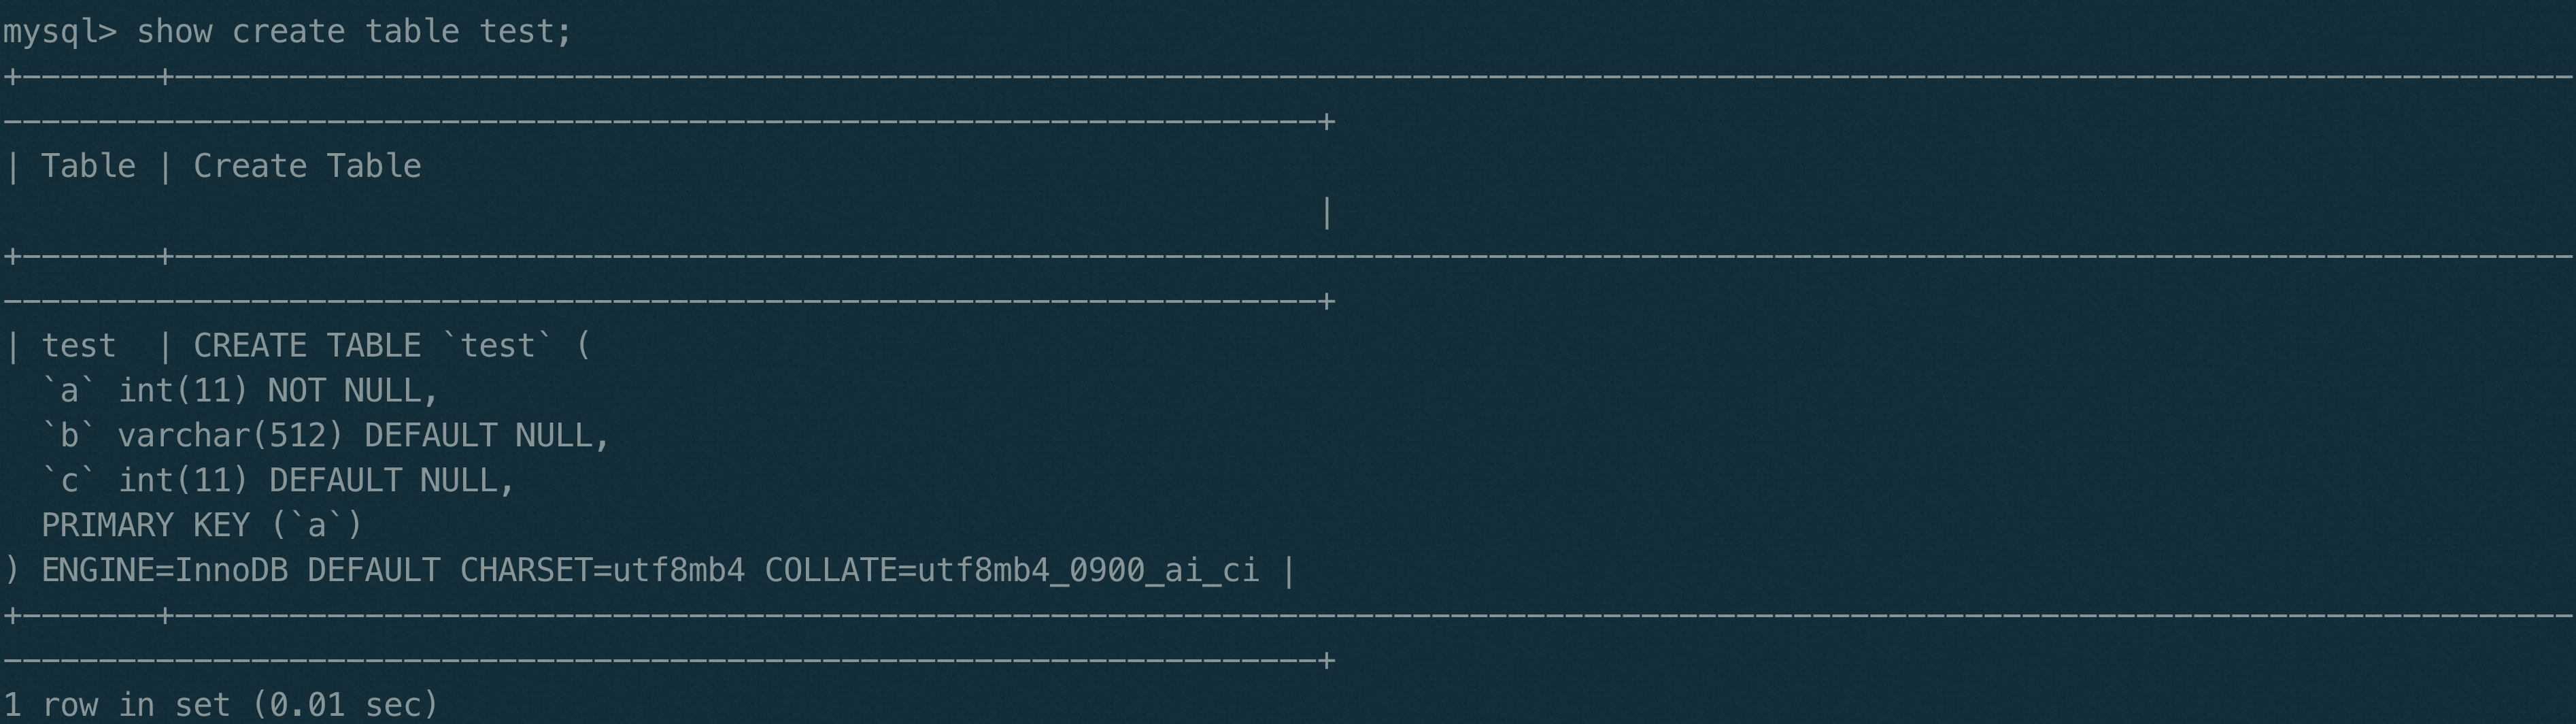 mysql> show create table test;
+-------+------------------------------------------------------------------------------------------------------------------------------
---------------------------------------------------------------------+
| Table | Create Table
                                                                     |
+-------+------------------------------------------------------------------------------------------------------------------------------
---------------------------------------------------------------------+
| test  | CREATE TABLE `test` (
  `a` int(11) NOT NULL,
  `b` varchar(512) DEFAULT NULL,
  `c` int(11) DEFAULT NULL,
  PRIMARY KEY (`a`)
) ENGINE=InnoDB DEFAULT CHARSET=utf8mb4 COLLATE=utf8mb4_0900_ai_ci |
+-------+------------------------------------------------------------------------------------------------------------------------------
---------------------------------------------------------------------+
1 row in set (0.01 sec)